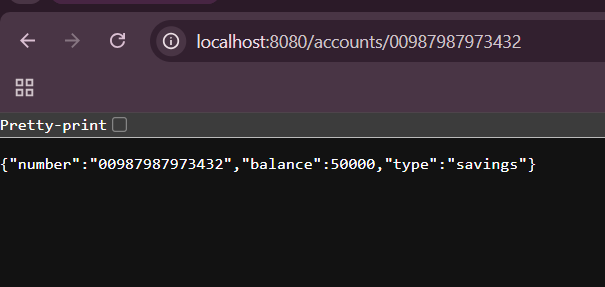 localhost:8080/accounts/00987987973432
Pretty-print
{"number":"00987987973432","balance":50000,"type":"savings"}